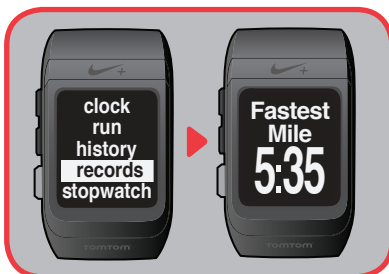 clock
run
history
records
stopwatch
TOMTOM
Fastest
Mile
5:35
TOMTOM